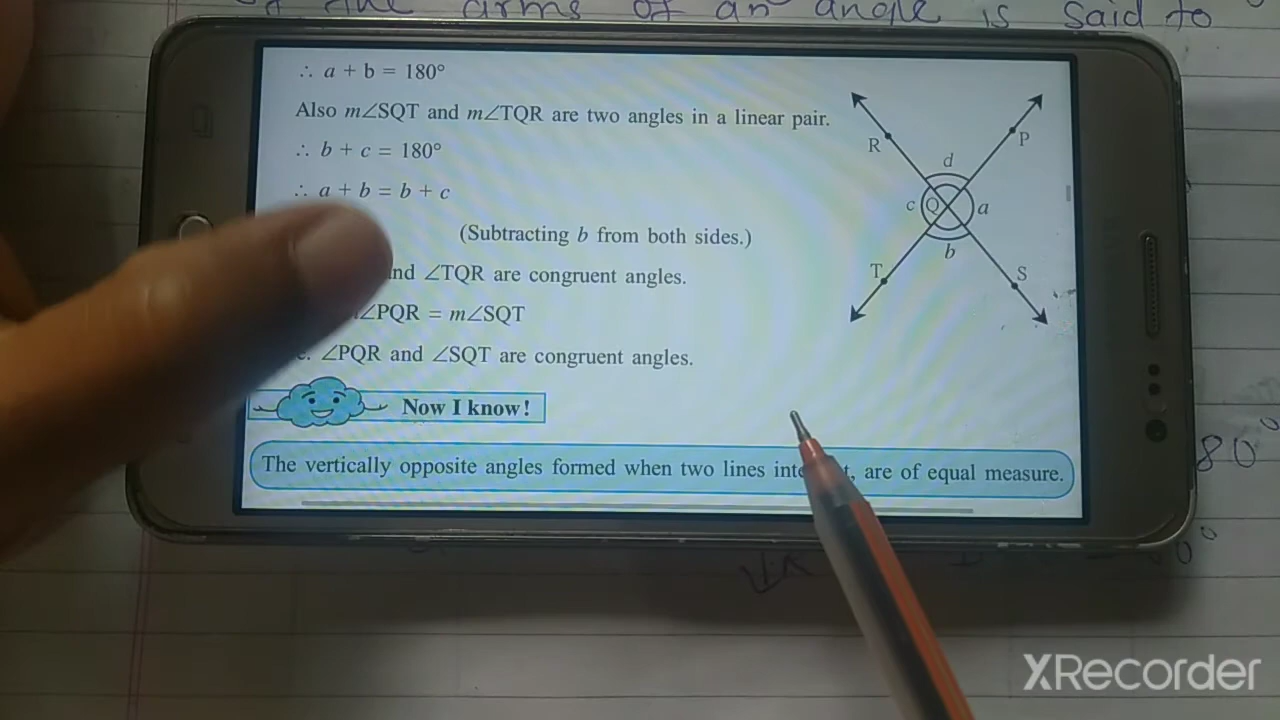 the arms of an angle is said to
∴ a + b = 180°
Also m∠SQT and m∠TQR are two angles in a linear pair.
∴ b + c = 180°
∴ a + b = b + c
(Subtracting b from both sides.)
∠TQR are congruent angles.
∠PQR = m∠SQT
∠PQR and ∠SQT are congruent angles.
Now I know!
The vertically opposite angles formed when two lines are of equal measure.
R
P
d
c
Q
a
b
T
S
80°
XRecorder